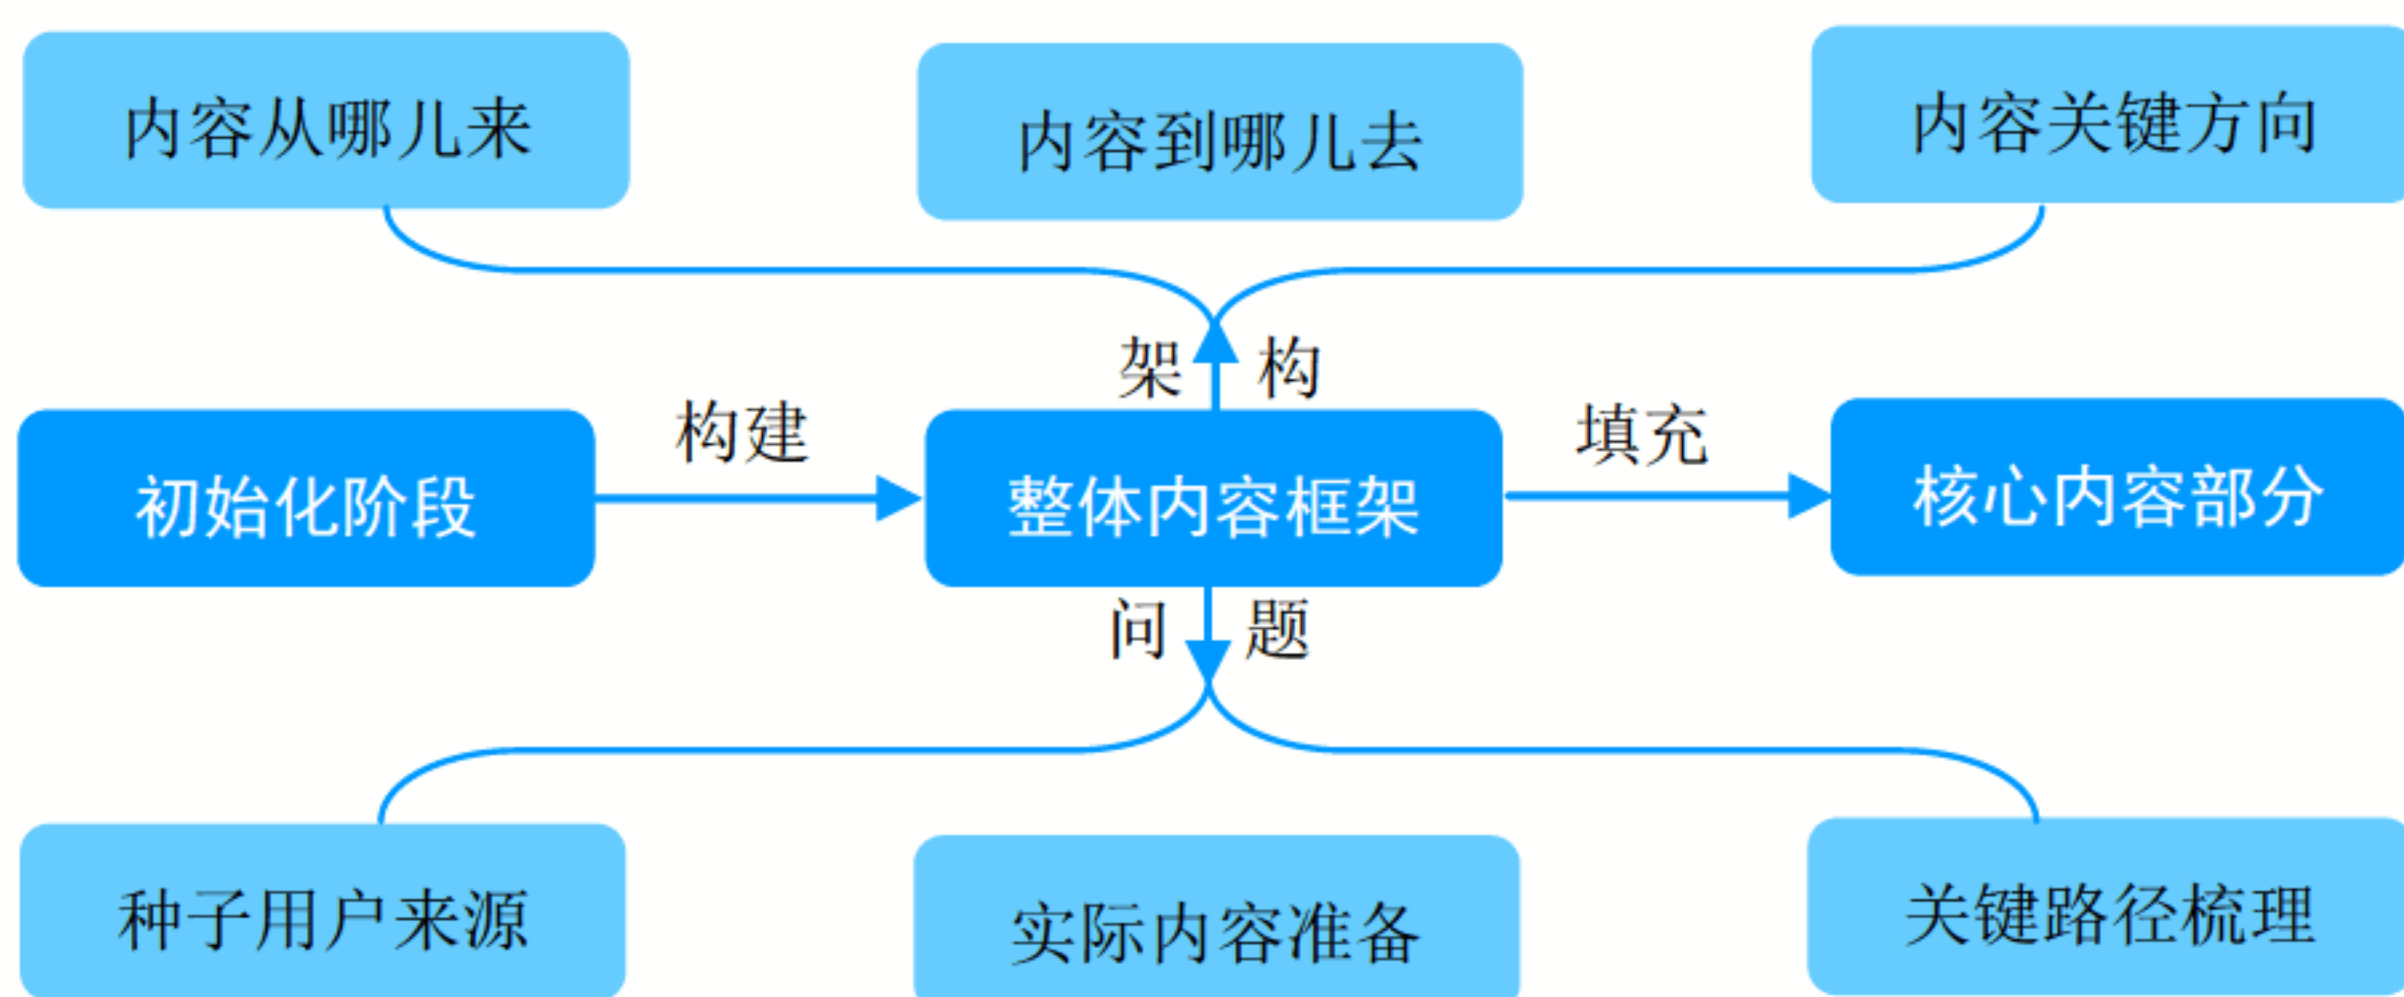 内容从哪儿来
内容到哪儿去
内容关键方向
架 构
构建
填充
初始化阶段
整体内容框架
核心内容部分
问 题
种子用户来源
实际内容准备
关键路径梳理